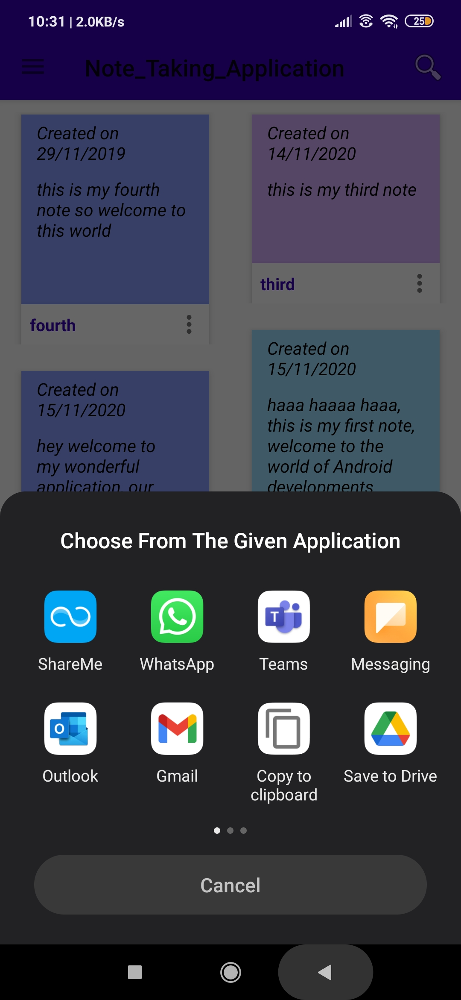 10:31 | 2.0KB/s
25
Note_Taking_Application
Created on
29/11/2019
this is my fourth
note so welcome to
this world
fourth
Created on
14/11/2020
this is my third note
third
Created on
15/11/2020
hey welcome to
my wonderful
application, our
Created on
15/11/2020
haaa haaaa haaa,
this is my first note,
welcome to the
world of Android
developments
Choose From The Given Application
ShareMe
WhatsApp
T
Teams
Messaging
O
Outlook
Gmail
Copy to
clipboard
Save to Drive
Cancel